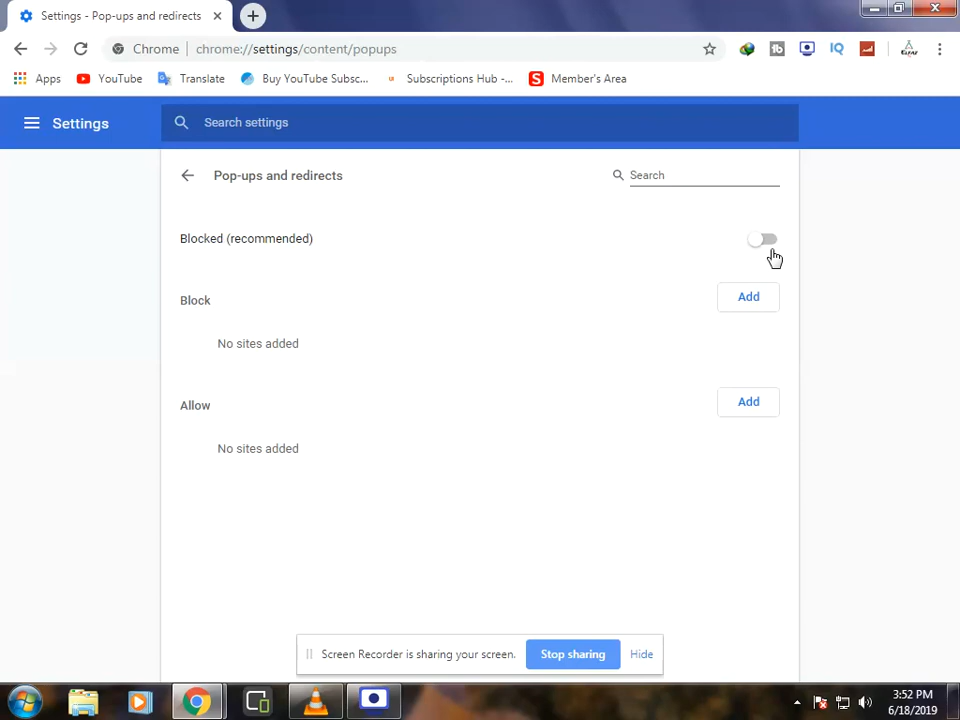 Settings - Pop-ups and redirects
Chrome | chrome://settings/content/popups
Apps YouTube Translate Buy YouTube Subsc... Subscriptions Hub -... S Member's Area
tb IQ
Settings
Search settings
Pop-ups and redirects
Search
Blocked (recommended)
Block
Add
No sites added
Allow
Add
No sites added
Screen Recorder is sharing your screen.
Stop sharing
Hide
3:52 PM
6/18/2019